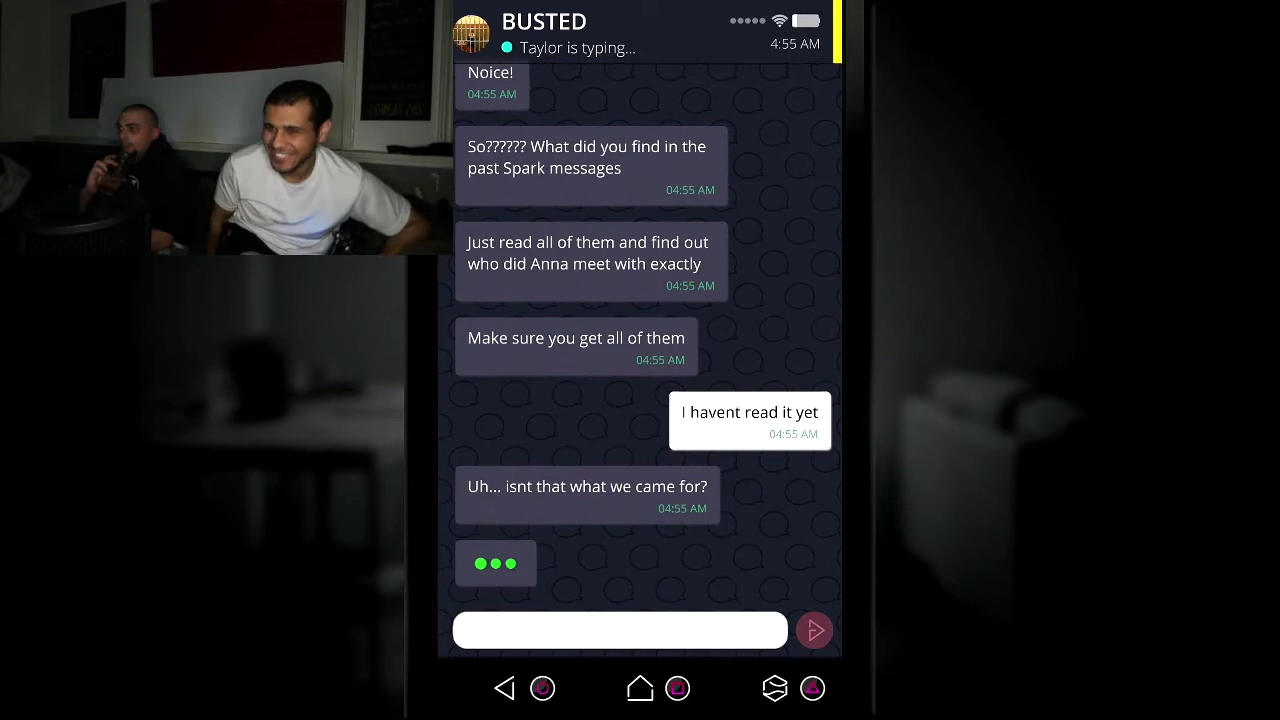 BUSTED
Taylor is typing...
4:55 AM
Noice!
04:55 AM
So?????? What did you find in the
past Spark messages
04:55 AM
Just read all of them and find out
who did Anna meet with exactly
04:55 AM
Make sure you get all of them
04:55 AM
I havent read it yet
04:55 AM
Uh... isnt that what we came for?
04:55 AM